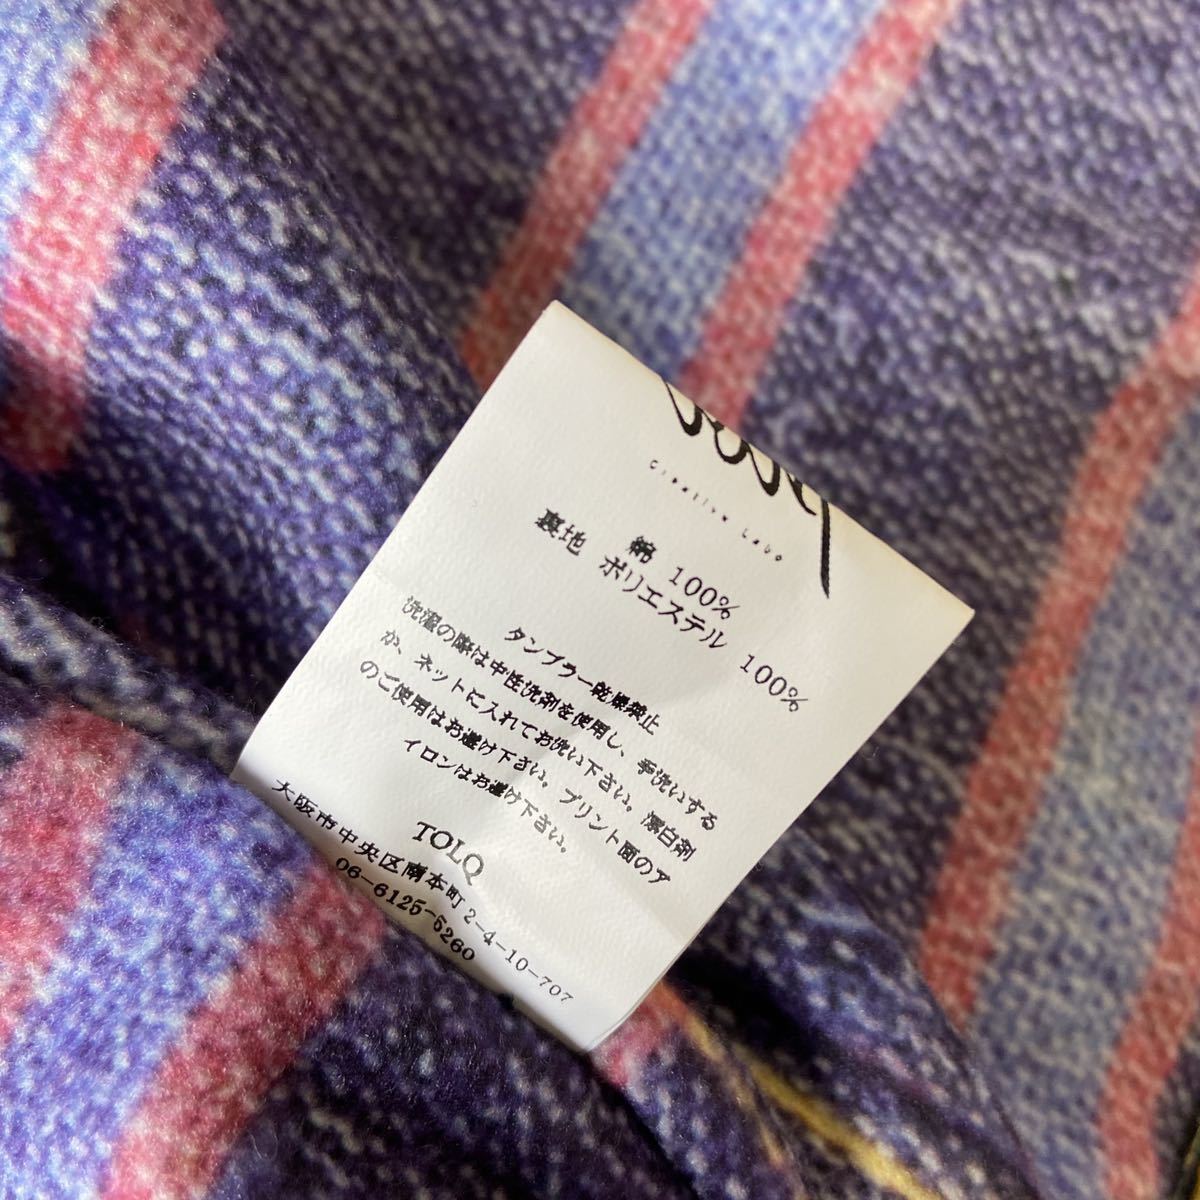 Creative Labo
綿 100%
裏地 ポリエステル 100%
タンブラー乾燥禁止
洗濯の際は中性洗剤を使用し、手洗いする
か、ネットに入れてお洗い下さい。漂白剤
のご使用はお避け下さい。プリント面のア
イロンはお避け下さい。
TOLQ
大阪市中央区南本町2-4-10-707
06-6125-5260